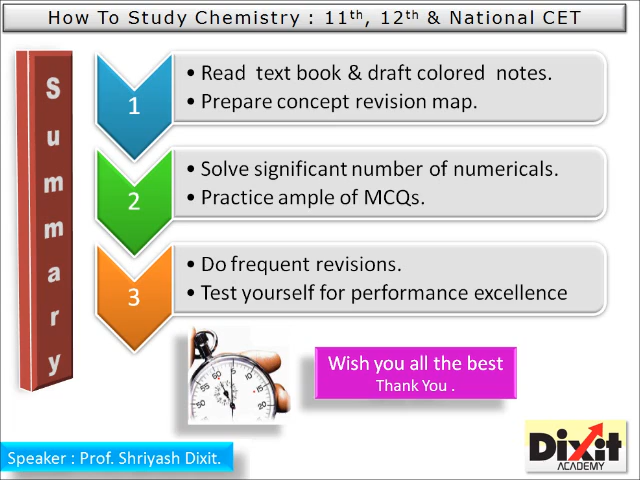 How To Study Chemistry : 11th, 12th & National CET
Summary
1
• Read text book & draft colored notes.
• Prepare concept revision map.
2
• Solve significant number of numericals.
• Practice ample of MCQs.
3
• Do frequent revisions.
• Test yourself for performance excellence
Wish you all the best
Thank You .
Speaker : Prof. Shriyash Dixit.
Dixit
ACADEMY